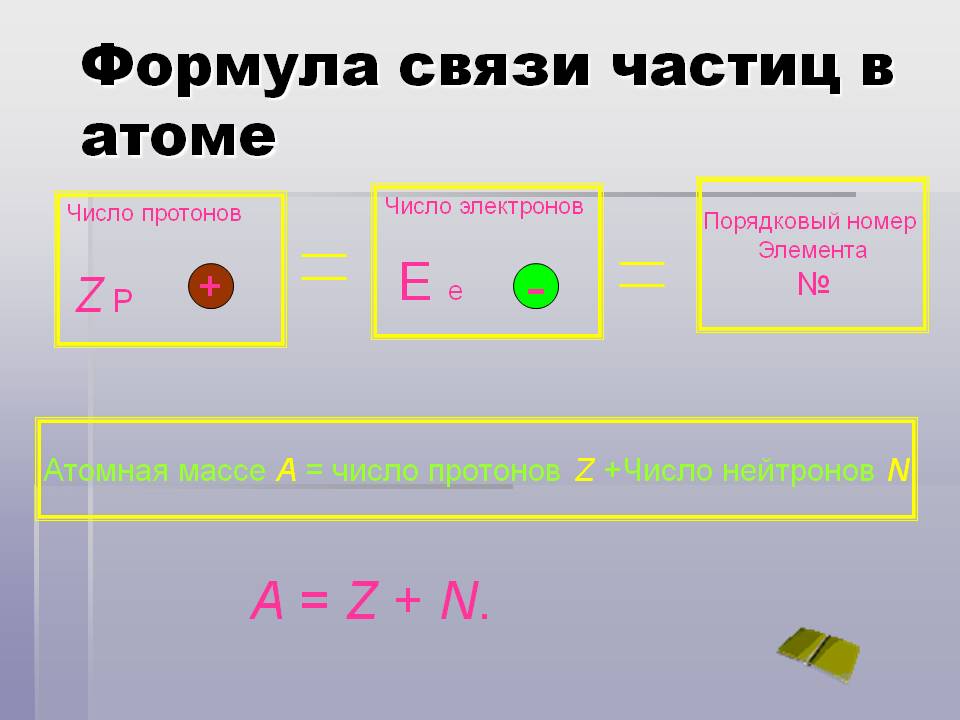 Формула связи частиц в
атоме
Число протонов
Z P +
Число электронов
E e -
Порядковый номер
Элемента
№
Атомная массе A = число протонов Z +Число нейтронов N
A = Z + N.